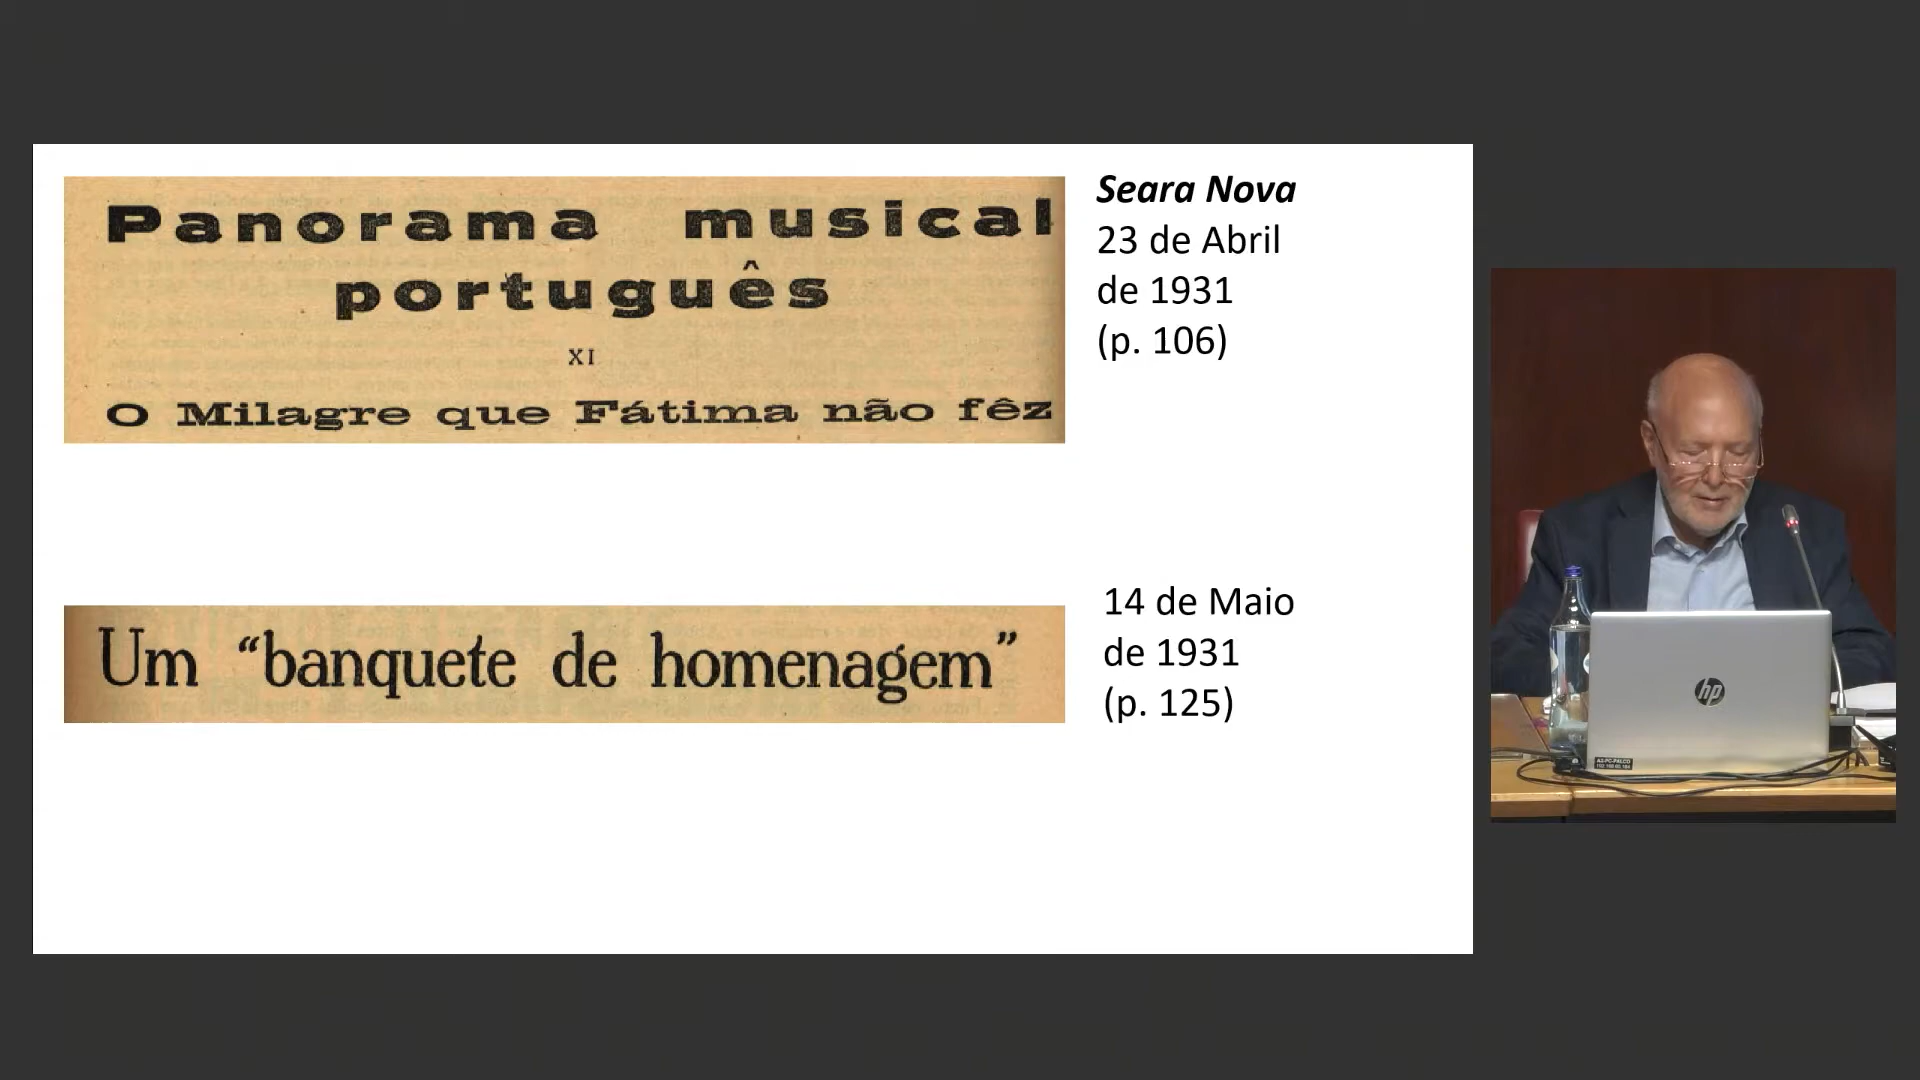 Panorama musical
português
XI
O Milagre que Fátima não fêz
Seara Nova
23 de Abril
de 1931
(p. 106)
Um “banquete de homenagem”
14 de Maio
de 1931
(p. 125)
hp